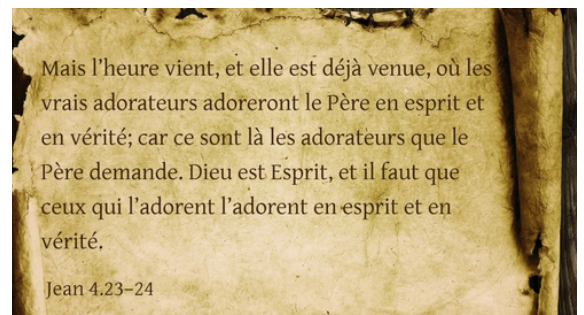 Mais l’heure vient, et elle est déjà venue, où les
vrais adorateurs adoreront le Père en esprit et
en vérité; car ce sont là les adorateurs que le
Père demande. Dieu est Esprit, et il faut que
ceux qui l’adorent l’adorent en esprit et en
vérité.
Jean 4.23–24